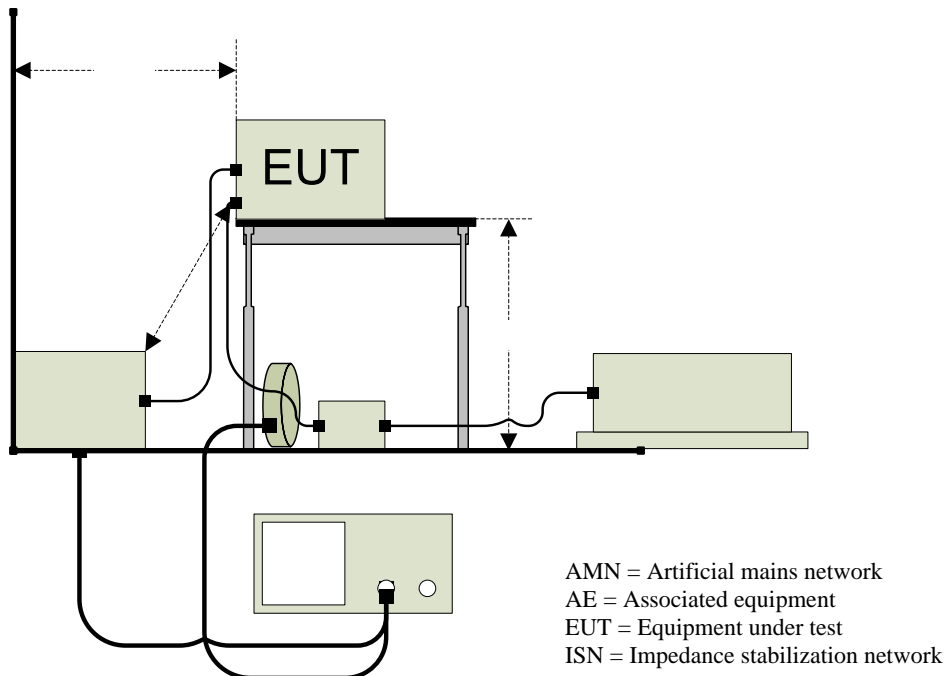 EUT
AMN = Artificial mains network
AE = Associated equipment
EUT = Equipment under test
ISN = Impedance stabilization network